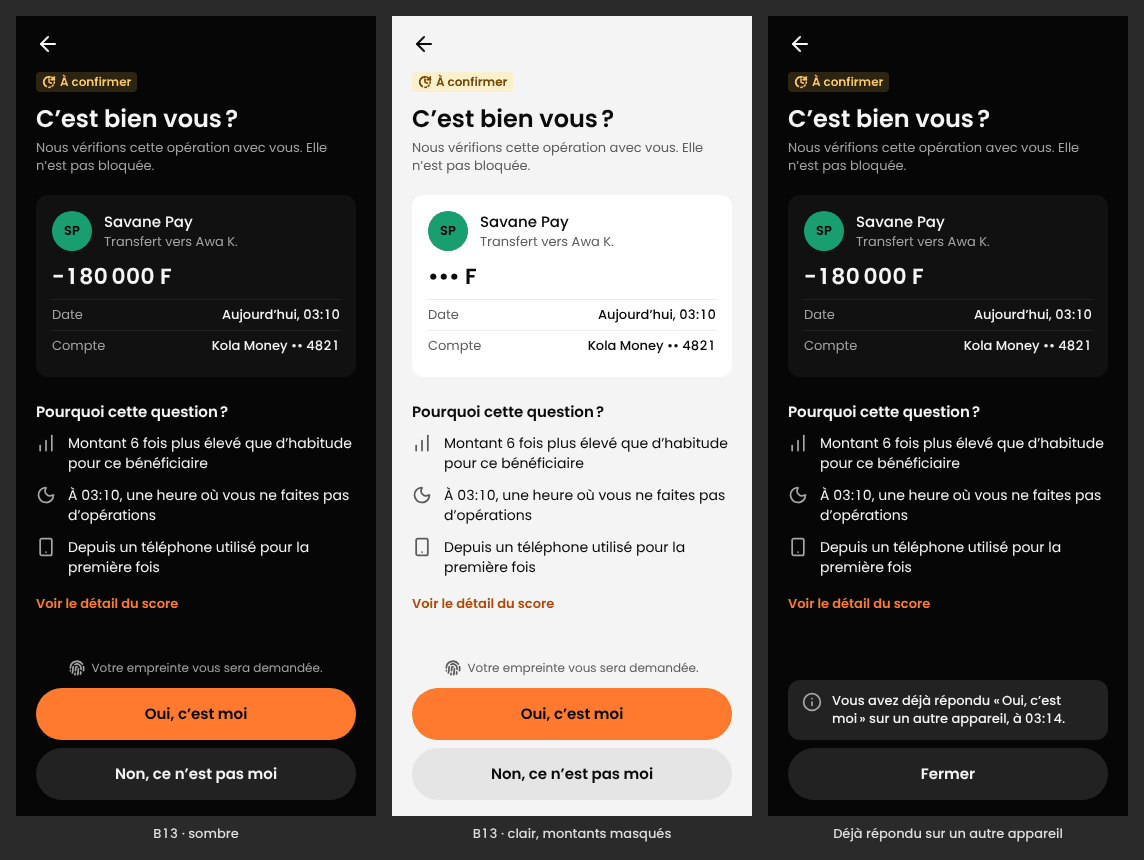 À confirmer
C’est bien vous ?
Nous vérifions cette opération avec vous. Elle
n’est pas bloquée.
SP
Savane Pay
Transfert vers Awa K.
−180 000 F
Date
Aujourd’hui, 03:10
Compte
Kola Money •• 4821
Pourquoi cette question ?
Montant 6 fois plus élevé que d’habitude
pour ce bénéficiaire
À 03:10, une heure où vous ne faites pas
d’opérations
Depuis un téléphone utilisé pour la
première fois
Voir le détail du score
Votre empreinte vous sera demandée.
Oui, c’est moi
Non, ce n’est pas moi
B13 · sombre
À confirmer
C’est bien vous ?
Nous vérifions cette opération avec vous. Elle
n’est pas bloquée.
SP
Savane Pay
Transfert vers Awa K.
••• F
Date
Aujourd’hui, 03:10
Compte
Kola Money •• 4821
Pourquoi cette question ?
Montant 6 fois plus élevé que d’habitude
pour ce bénéficiaire
À 03:10, une heure où vous ne faites pas
d’opérations
Depuis un téléphone utilisé pour la
première fois
Voir le détail du score
Votre empreinte vous sera demandée.
Oui, c’est moi
Non, ce n’est pas moi
B13 · clair, montants masqués
À confirmer
C’est bien vous ?
Nous vérifions cette opération avec vous. Elle
n’est pas bloquée.
SP
Savane Pay
Transfert vers Awa K.
−180 000 F
Date
Aujourd’hui, 03:10
Compte
Kola Money •• 4821
Pourquoi cette question ?
Montant 6 fois plus élevé que d’habitude
pour ce bénéficiaire
À 03:10, une heure où vous ne faites pas
d’opérations
Depuis un téléphone utilisé pour la
première fois
Voir le détail du score
Vous avez déjà répondu « Oui, c’est
moi » sur un autre appareil, à 03:14.
Fermer
Déjà répondu sur un autre appareil